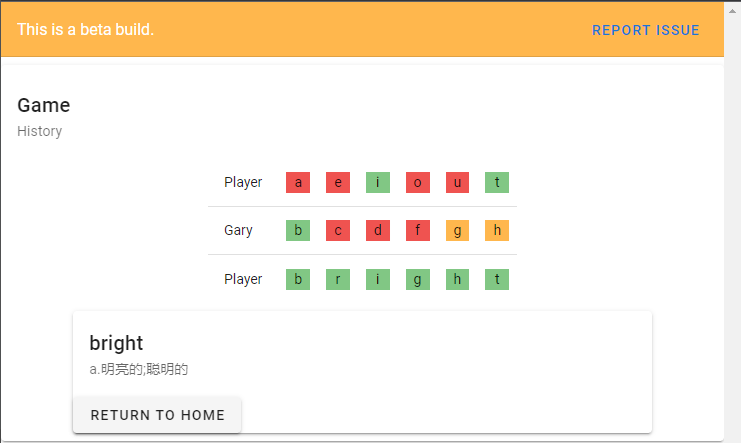 This is a beta build.
REPORT ISSUE
Game
History
Player a e i o u t
Gary b c d f g h
Player b r i g h t
bright
a.明亮的;聪明的
RETURN TO HOME